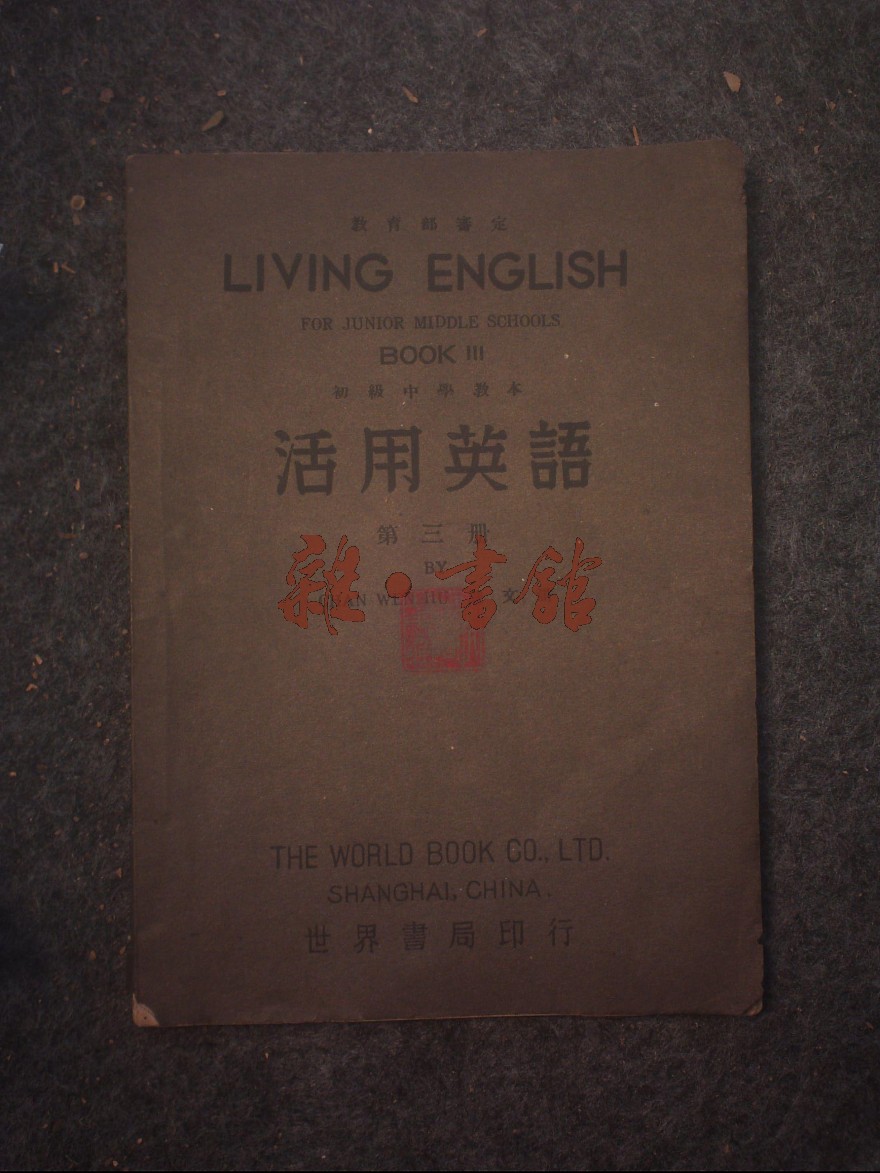 教育部審定
LIVING ENGLISH
FOR JUNIOR MIDDLE SCHOOLS
BOOK III
初級中學教本
活用英語
第三册
BY
雜·書館
THE WORLD BOOK CO., LTD.
SHANGHAI, CHINA.
世界書局印行